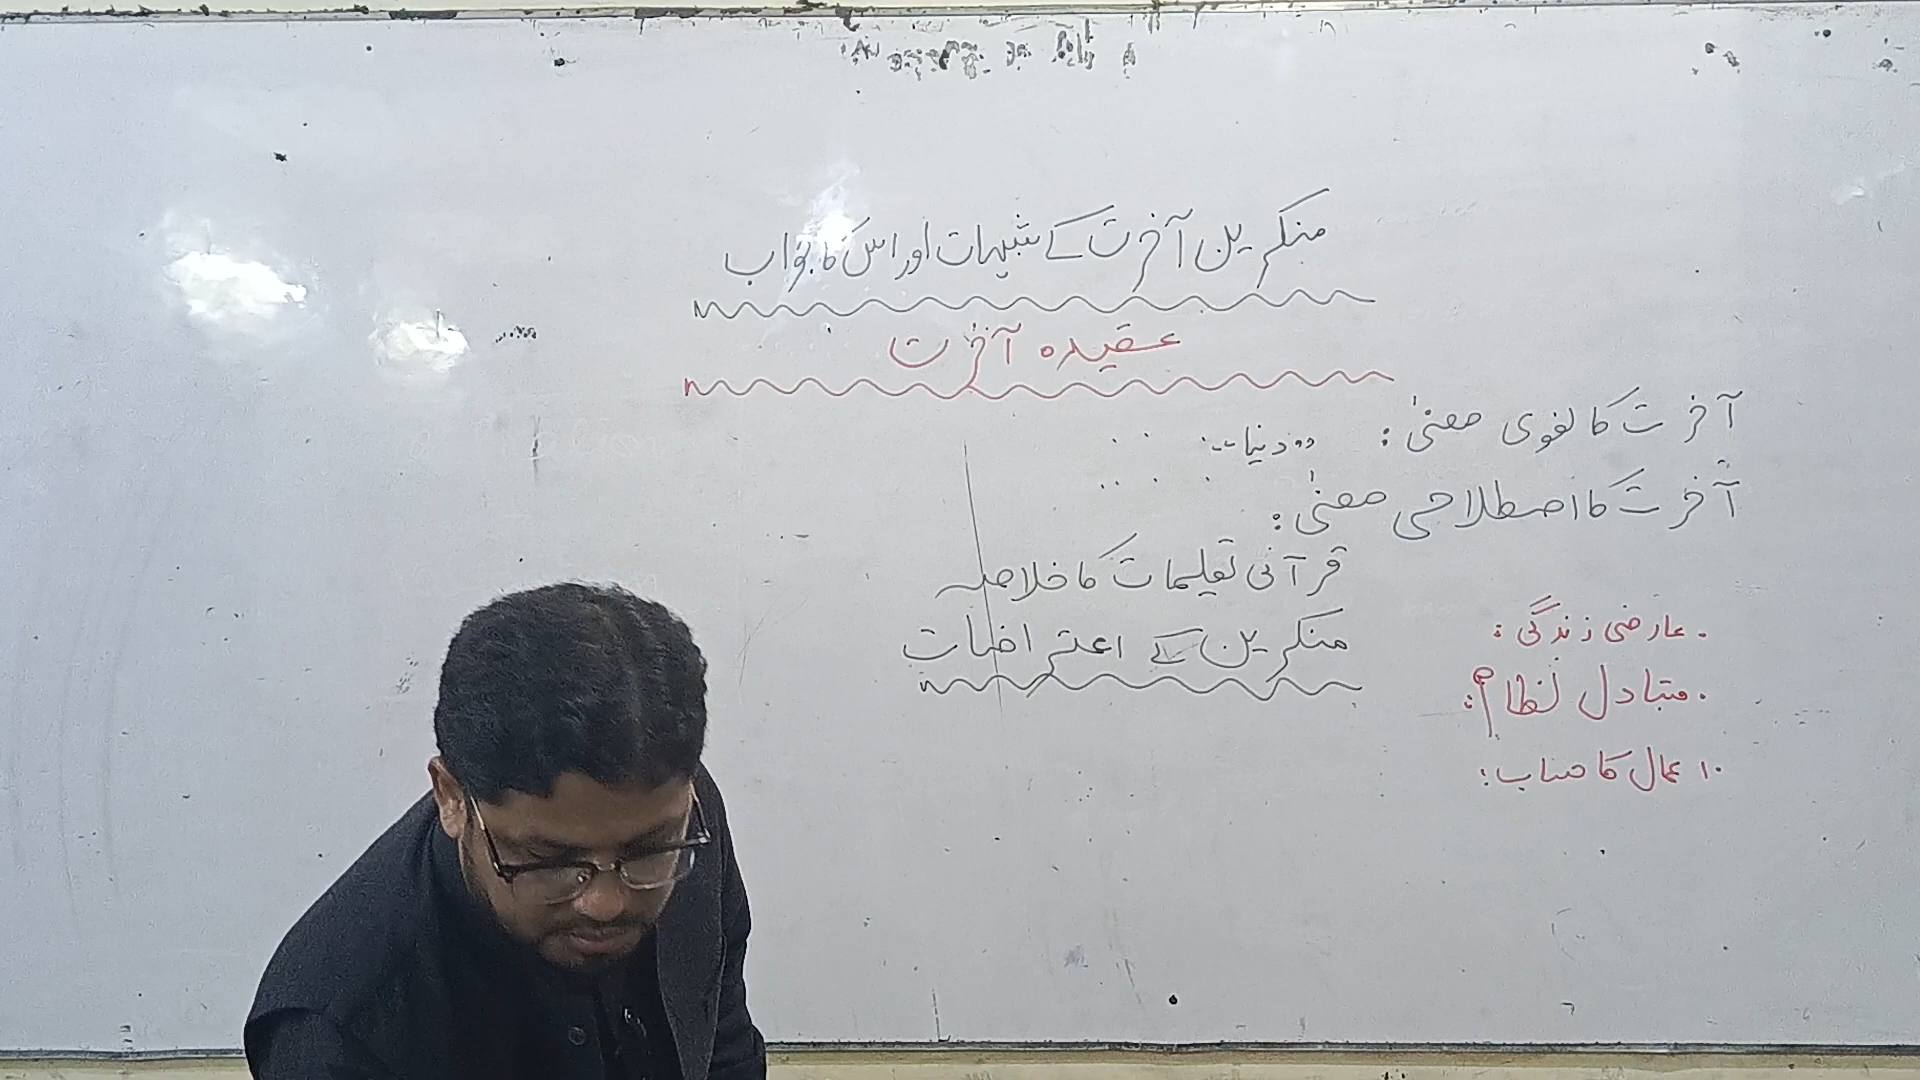 منکرین آخرت کے شبہات اور اس کا جواب
عقیدہ آخرت
آخرت کا لغوی معنیٰ :
آخرت کا اصطلاحی معنیٰ :
قرآنی تعلیمات کا خلاصہ
منکرین کے اعتراضات
. عارضی زندگی :
. متبادل نظام :
. اعمال کا حساب :